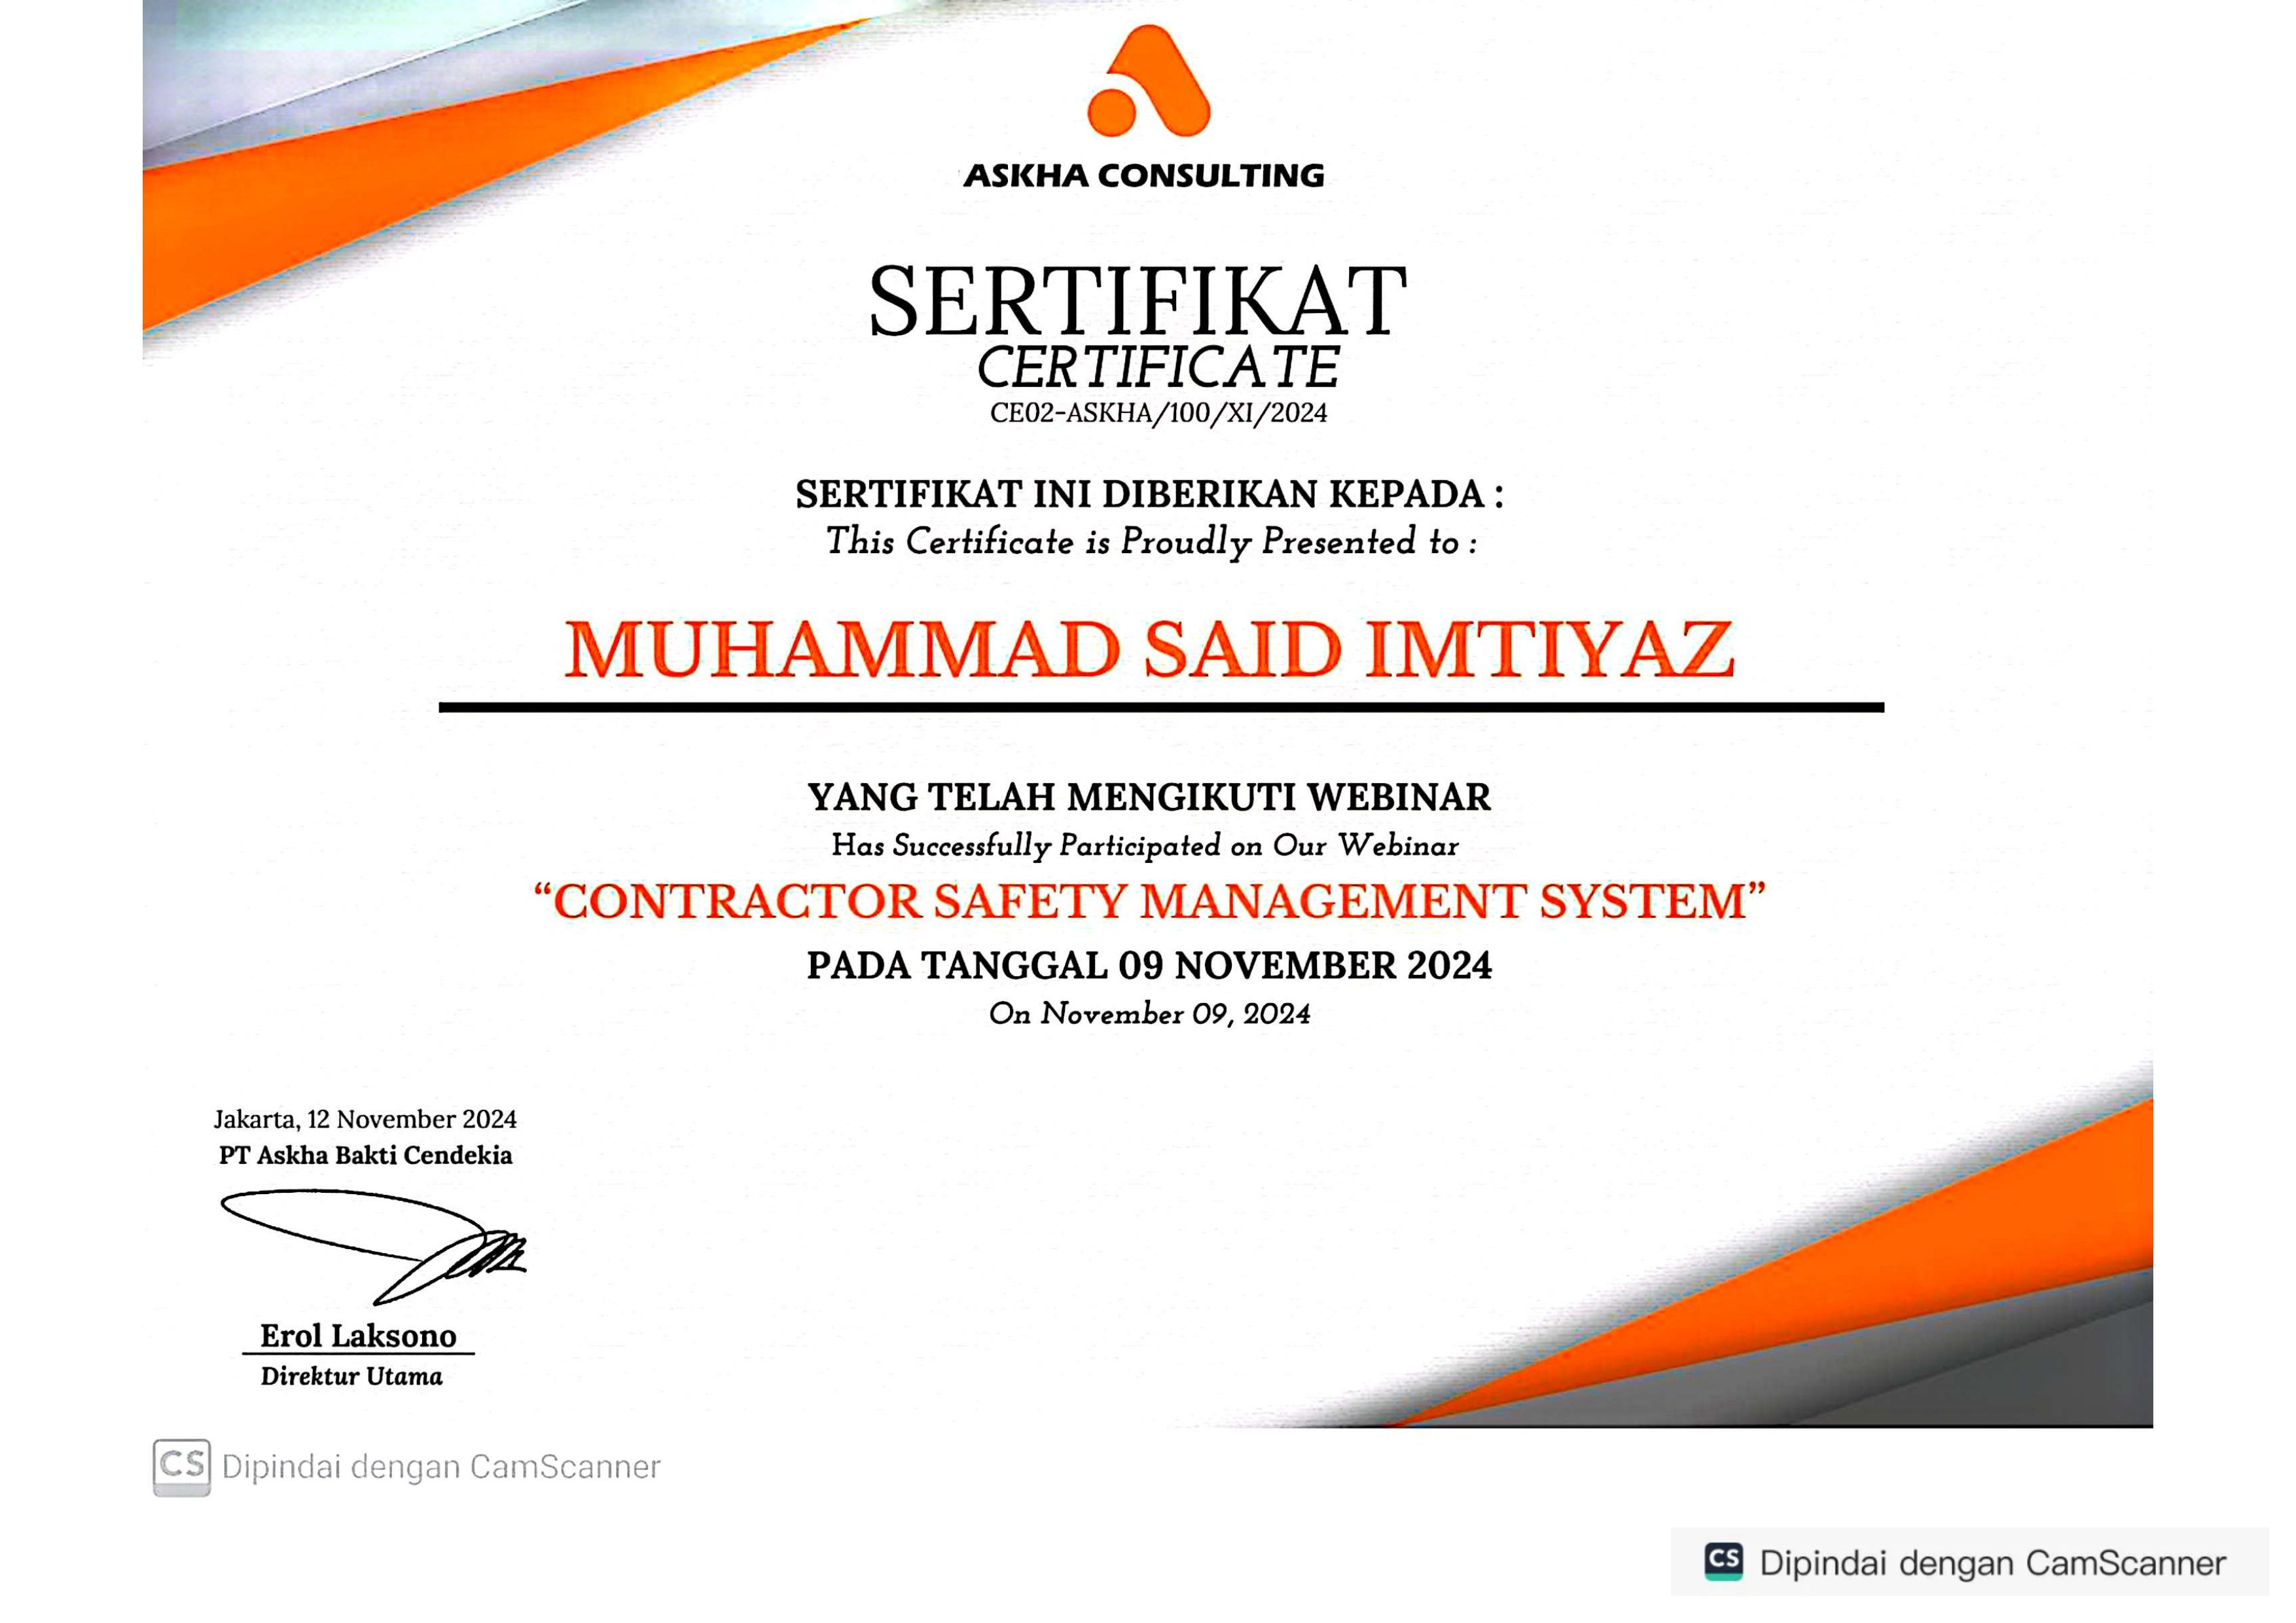 ASKHA CONSULTING
SERTIFIKAT
CERTIFICATE
CE02-ASKHA/100/XI/2024
SERTIFIKAT INI DIBERIKAN KEPADA :
This Certificate is Proudly Presented to :
MUHAMMAD SAID IMTIYAZ
YANG TELAH MENGIKUTI WEBINAR
Has Successfully Participated on Our Webinar
“CONTRACTOR SAFETY MANAGEMENT SYSTEM”
PADA TANGGAL 09 NOVEMBER 2024
On November 09, 2024
Jakarta, 12 November 2024
PT Askha Bakti Cendekia
Erol Laksono
Direktur Utama
CS Dipindai dengan CamScanner
CS Dipindai dengan CamScanner